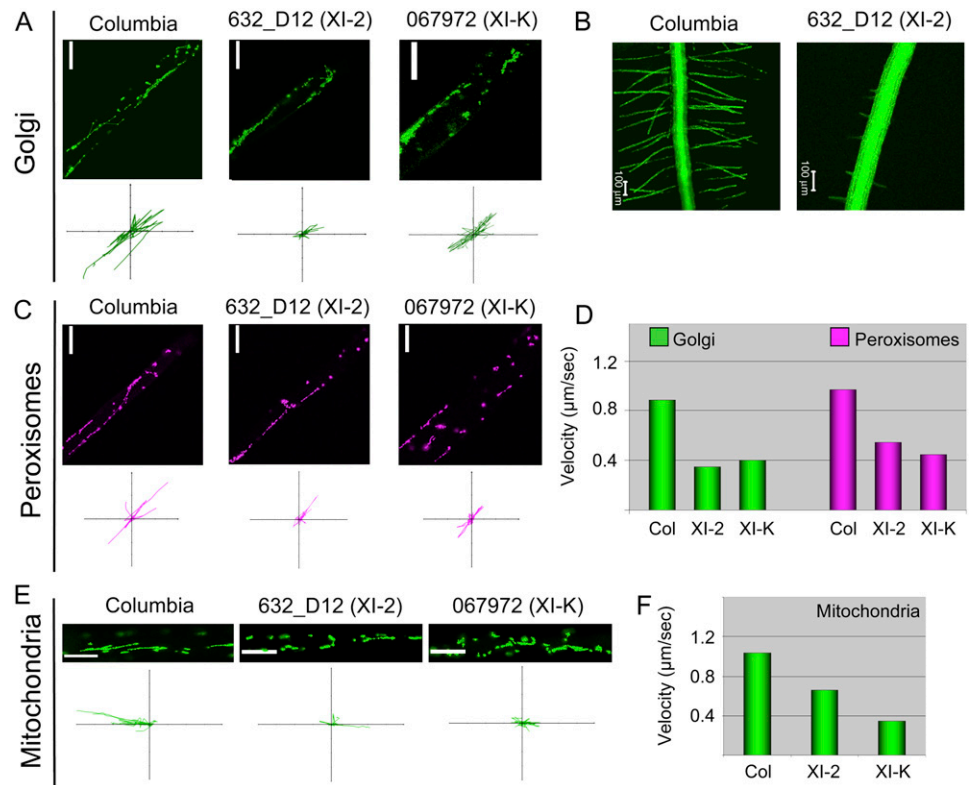 A
Columbia
632_D12 (XI-2)
067972 (XI-K)
Golgi
B
Columbia
632_D12 (XI-2)
100 µm
100 µm
C
Columbia
632_D12 (XI-2)
067972 (XI-K)
Peroxisomes
D
Golgi
Peroxisomes
Velocity (µm/sec)
1.2
0.8
0.4
Col XI-2 XI-K
Col XI-2 XI-K
E
Columbia
632_D12 (XI-2)
067972 (XI-K)
Mitochondria
F
Mitochondria
Velocity (µm/sec)
1.2
0.8
0.4
Col XI-2 XI-K